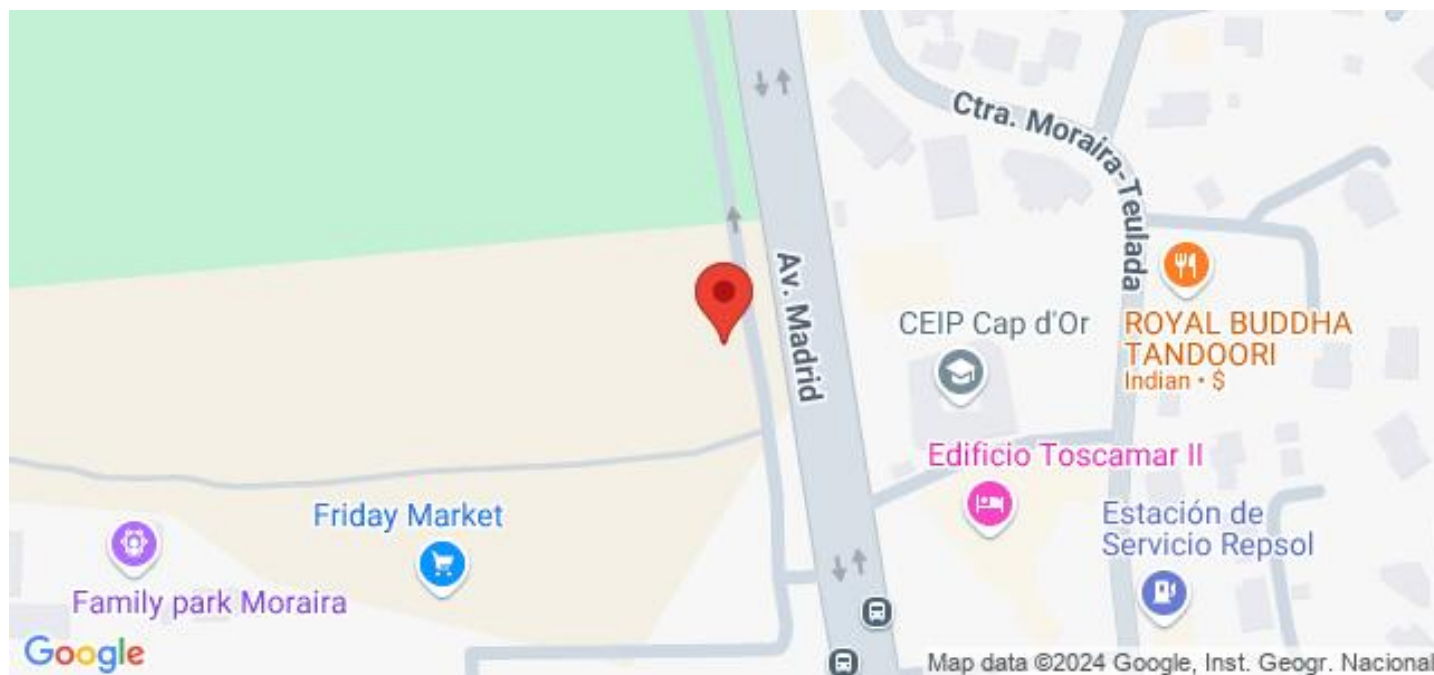 Ctra. Moraira-Teulada
Av. Madrid
CEIP Cap d'Or
ROYAL BUDDHA
TANDOORI
Indian • $
Edificio Toscamar II
Friday Market
Estación de
Servicio Repsol
Family park Moraira
Google
Map data ©2024 Google, Inst. Geogr. Nacional